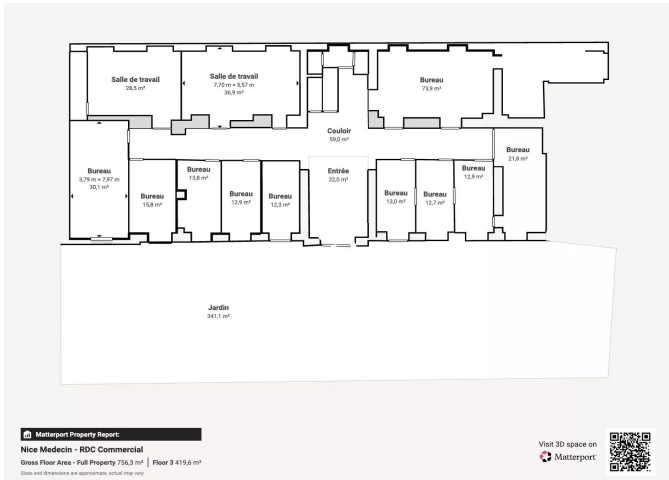 Salle de travail
28,5 m²
Salle de travail
7,70 m × 5,57 m
36,9 m²
Bureau
73,9 m²
Couloir
59,0 m²
Bureau
21,8 m²
Bureau
3,79 m × 7,97 m
30,1 m²
Bureau
15,8 m²
Bureau
13,8 m²
Bureau
12,9 m²
Bureau
12,3 m²
Entrée
22,0 m²
Bureau
13,0 m²
Bureau
12,7 m²
Bureau
12,9 m²
Jardin
341,1 m²
Matterport Property Report:
Nice Medecin - RDC Commercial
Gross Floor Area - Full Property 756,3 m² | Floor 3 419,6 m²
Sizes and dimensions are approximate, actual may vary
Visit 3D space on
Matterport